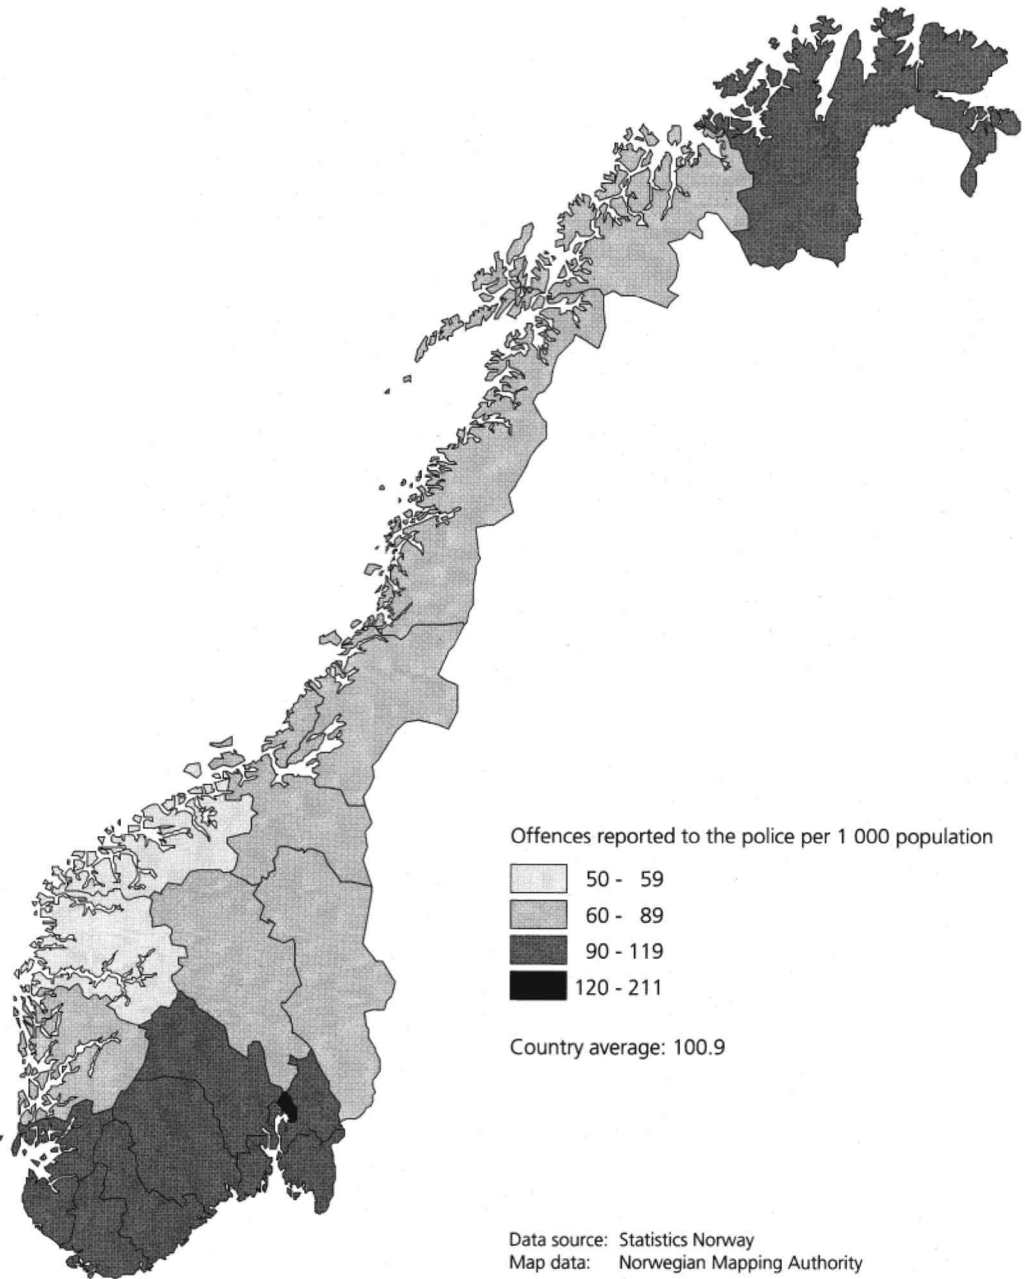 Offences reported to the police per 1 000 population
50 - 59
60 - 89
90 - 119
120 - 211
Country average: 100.9
Data source: Statistics Norway
Map data: Norwegian Mapping Authority